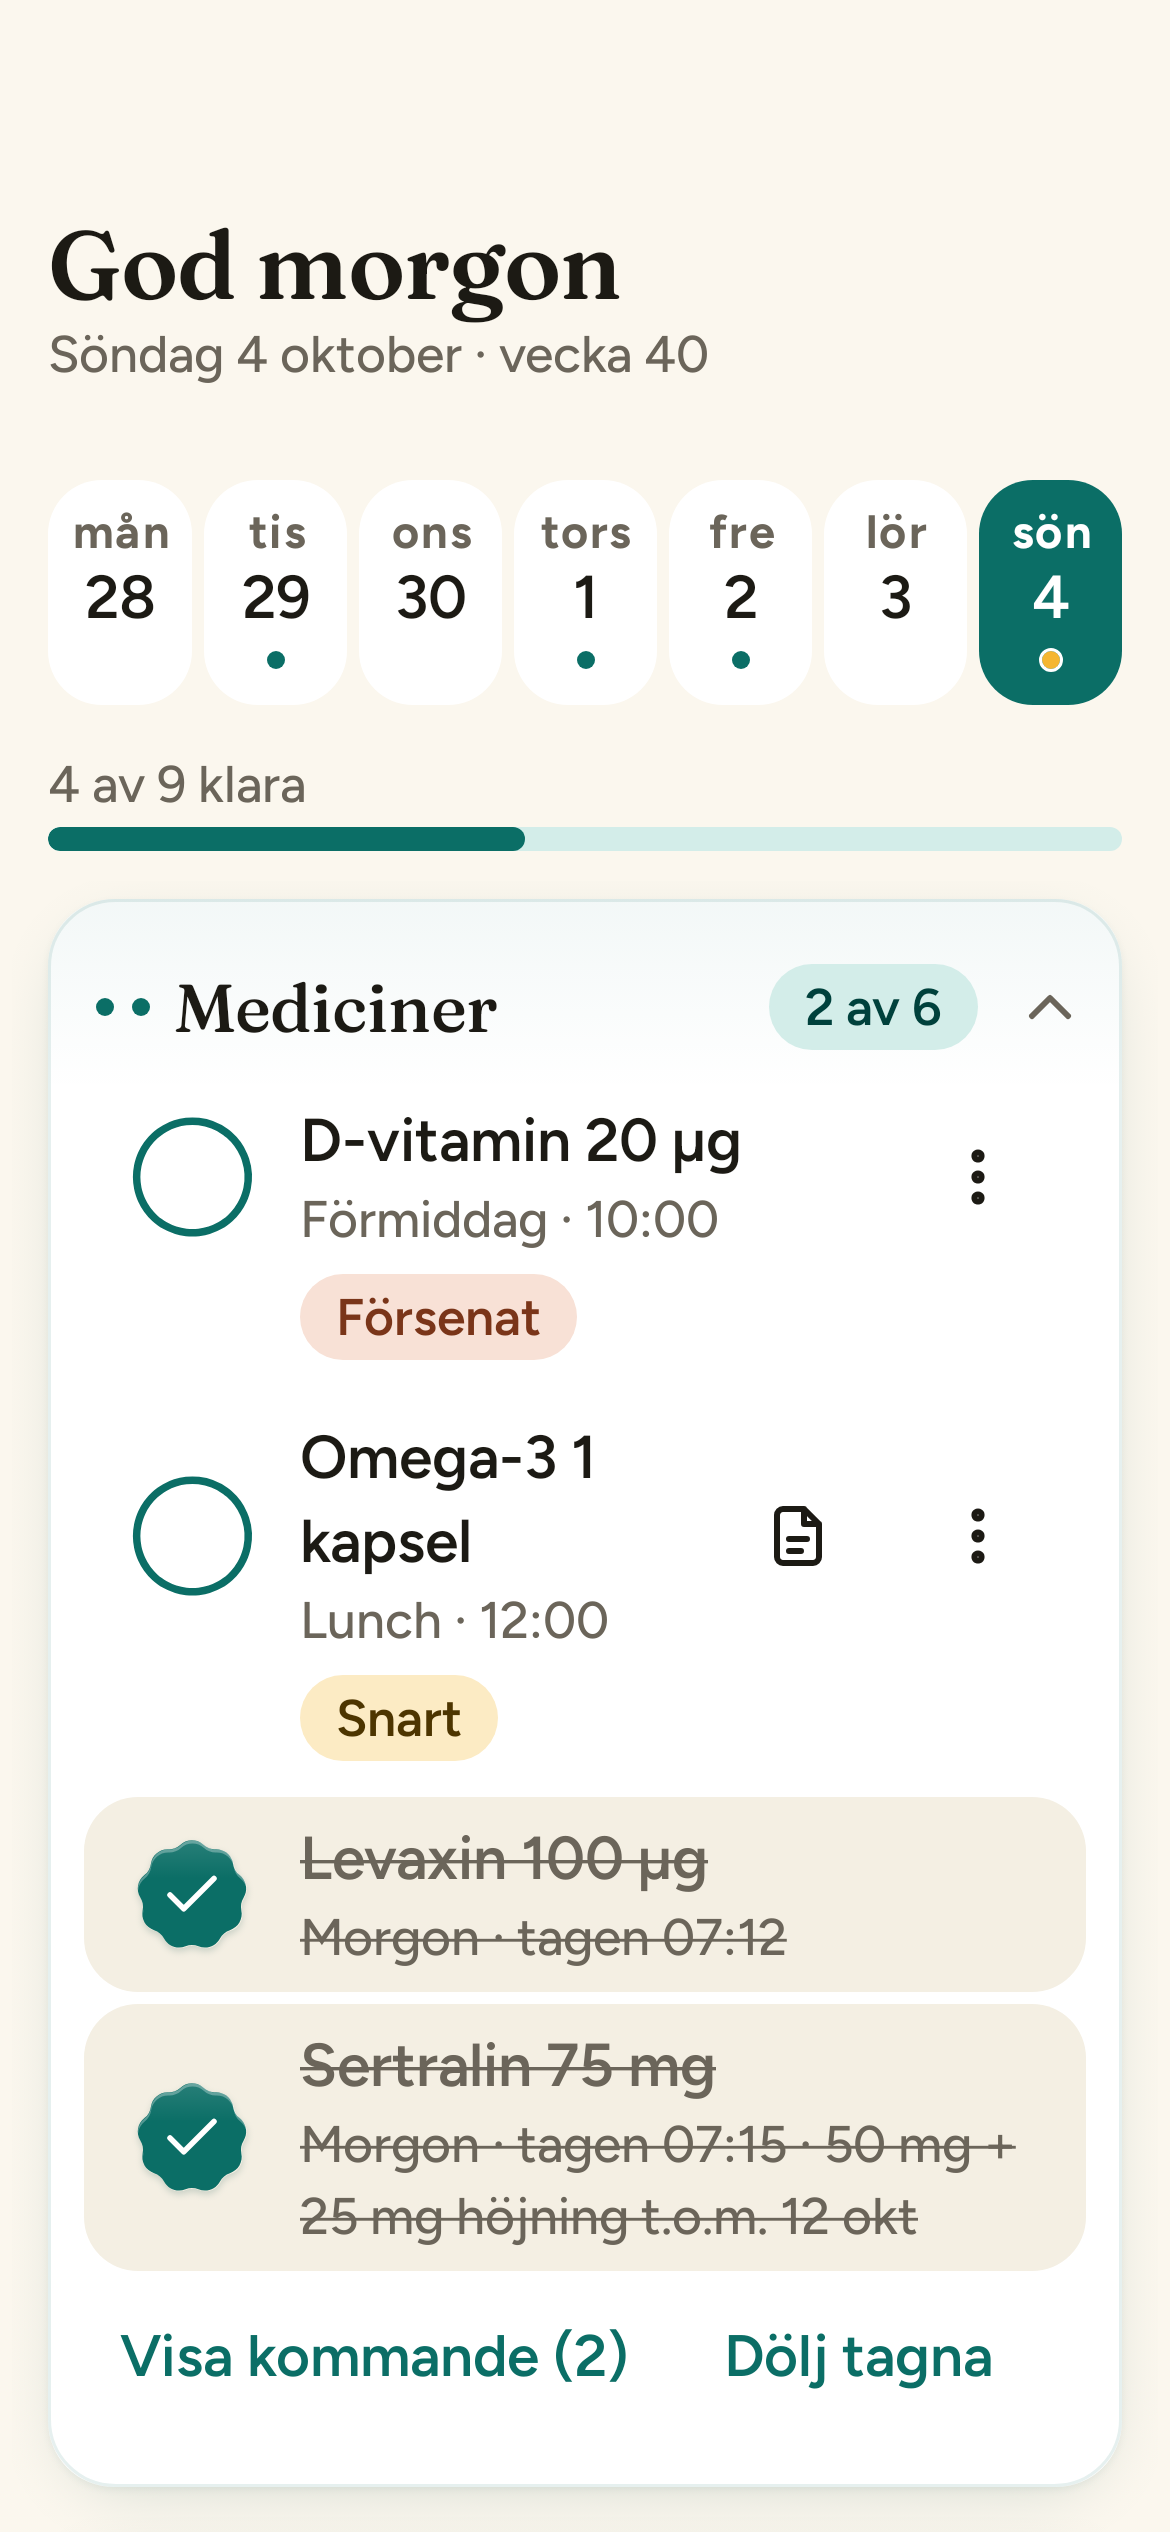 God morgon
Söndag 4 oktober · vecka 40
mån tis ons tors fre lör sön
28 29 30 1 2 3 4
4 av 9 klara
Mediciner 2 av 6
D-vitamin 20 µg
Förmiddag · 10:00
Försenat
Omega-3 1
kapsel
Lunch · 12:00
Snart
Levaxin 100 µg
Morgon · tagen 07:12
Sertralin 75 mg
Morgon · tagen 07:15 · 50 mg +
25 mg höjning t.o.m. 12 okt
Visa kommande (2) Dölj tagna